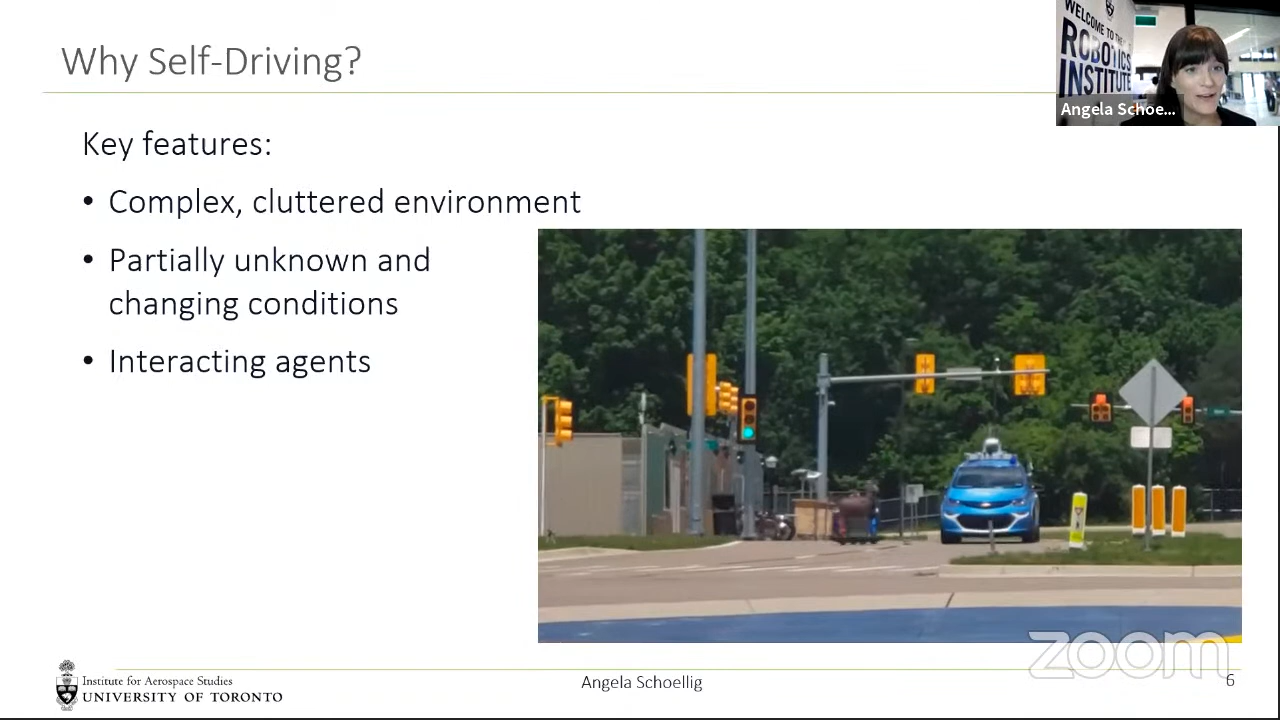 Why Self-Driving?
WELCOME TO THE
ROBOTICS
INSTITUTE
Angela Schoe...
Key features:
• Complex, cluttered environment
• Partially unknown and
changing conditions
• Interacting agents
zoom
Institute for Aerospace Studies
UNIVERSITY OF TORONTO
Angela Schoellig
6